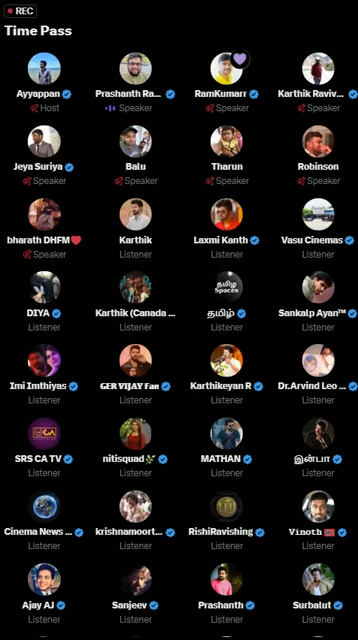 REC
Time Pass
Ayyappan Prashanth Ra... RamKumarr Karthik Raviv...
Host Speaker Speaker Speaker
Jeya Suriya Balu Tharun Robinson
Speaker Speaker Speaker Speaker
தமிழ்
Spaces
bharath DHFM❤️ Karthik Laxmi Kanth Vasu Cinemas
Speaker Listener Listener Listener
DIYA Karthik (Canada ... தமிழ் Sankalp Ayan™
Listener Listener Listener Listener
Imi Imthiyas GER VIJAY Fan Karthikeyan R Dr.Arvind Leo ...
Listener Listener Listener Listener
SRS CA TV nitisquad🌿 MATHAN இன்பா
Listener Listener Listener Listener
Cinema News ... krishnamoort... RishiRavishing Vinoth
Listener Listener Listener Listener
Ajay AJ Sanjeev Prashanth Surbalut
Listener Listener Listener Listener